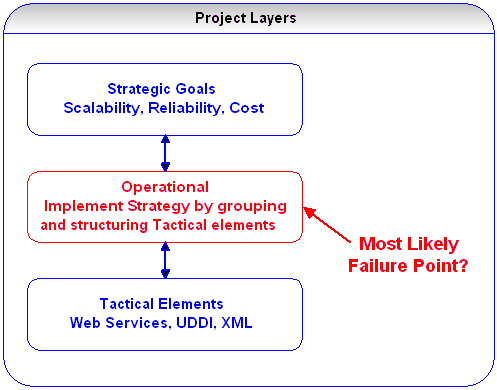 Project Layers
Strategic Goals
Scalability, Reliability, Cost
Operational
Implement Strategy by grouping
and structuring Tactical elements
Most Likely
Failure Point?
Tactical Elements
Web Services, UDDI, XML